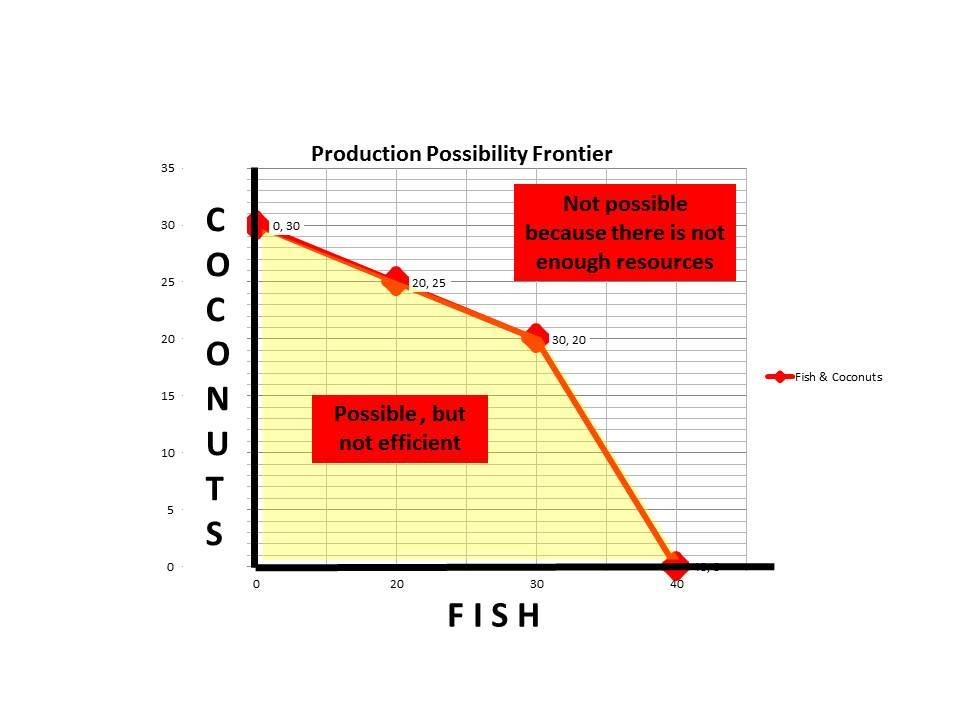 Production Possibility Frontier
35
30
25
20
15
10
5
0
C
O
C
O
N
U
T
S
0, 30
20, 25
30, 20
Not possible
because there is not
enough resources
Possible, but
not efficient
Fish & Coconuts
0 20 30 40
FISH